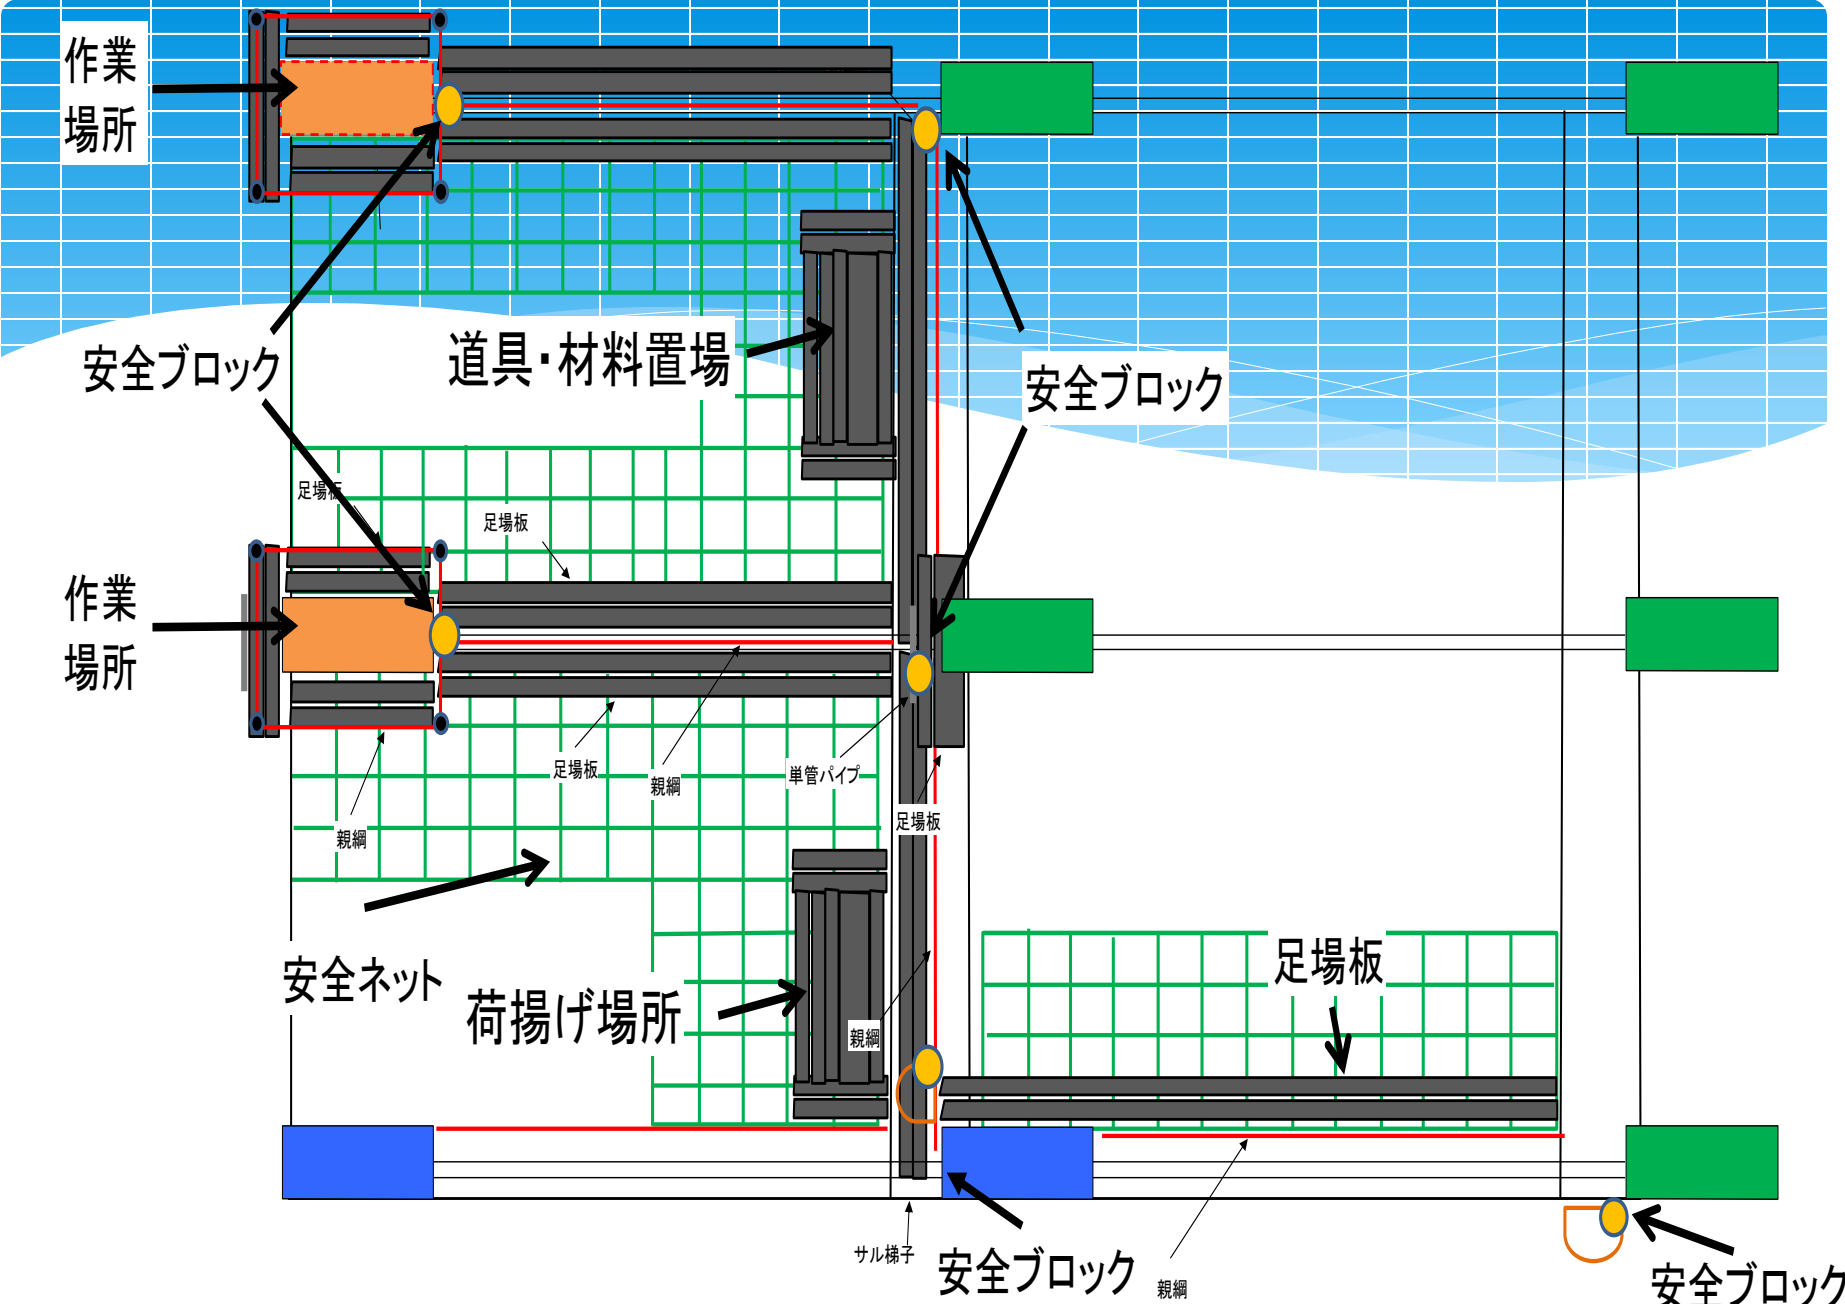 作業
場所
安全ブロック
道具・材料置場
安全ブロック
足場板
足場板
作業
場所
足場板
親綱
単管パイプ
足場板
親綱
安全ネット
荷揚げ場所
足場板
親綱
サル梯子
安全ブロック
親綱
安全ブロック